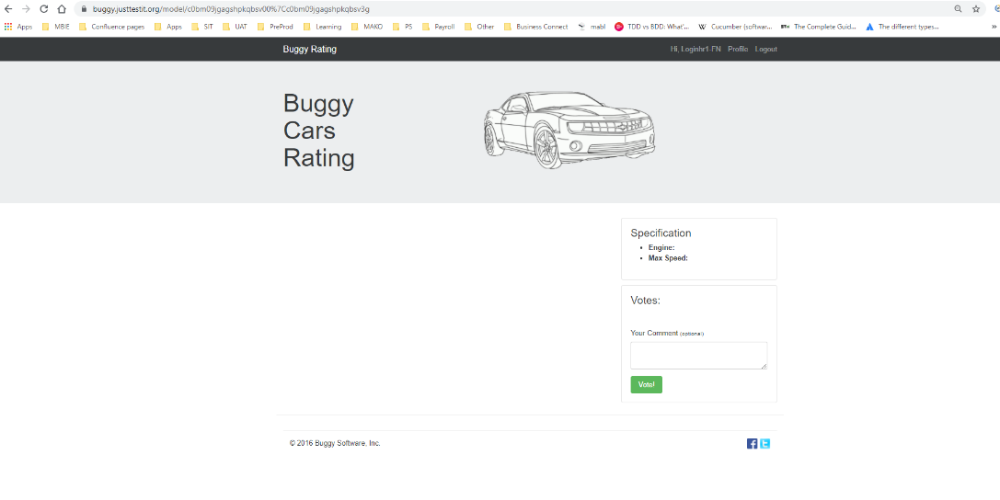 buggy.justtestit.org/model/c0bm09jgagshpkqbsv00%7Cc0bm09jgagshpkqbsv3g
Apps MBIE Confluence pages Apps SIT UAT PreProd Learning MAKO PS Payroll Other Business Connect mabl TDD vs BDD: What'... Cucumber (softwar... The Complete Guid... The different types... »
Buggy Rating Hi, Loginhr1-FN Profile Logout
Buggy
Cars
Rating
Specification
Engine:
Max Speed:
Votes:
Your Comment (optional)
Vote!
© 2016 Buggy Software, Inc.